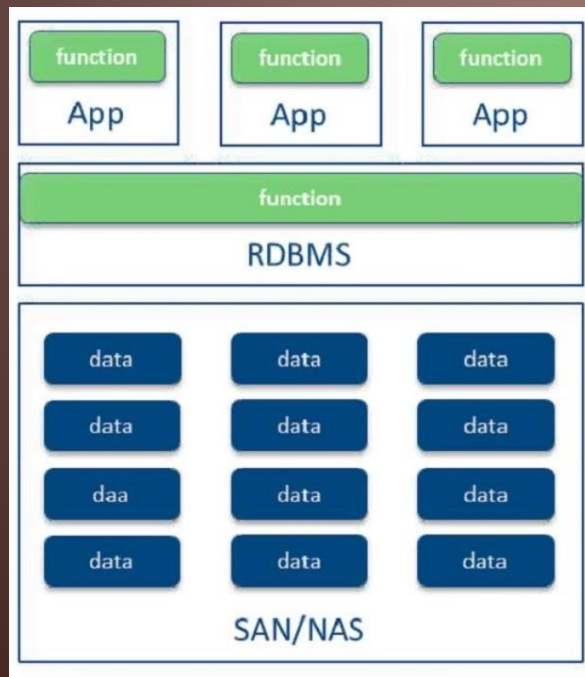 function function function
App App App
function
RDBMS
data data data
data data data
daa data data
data data data
SAN/NAS